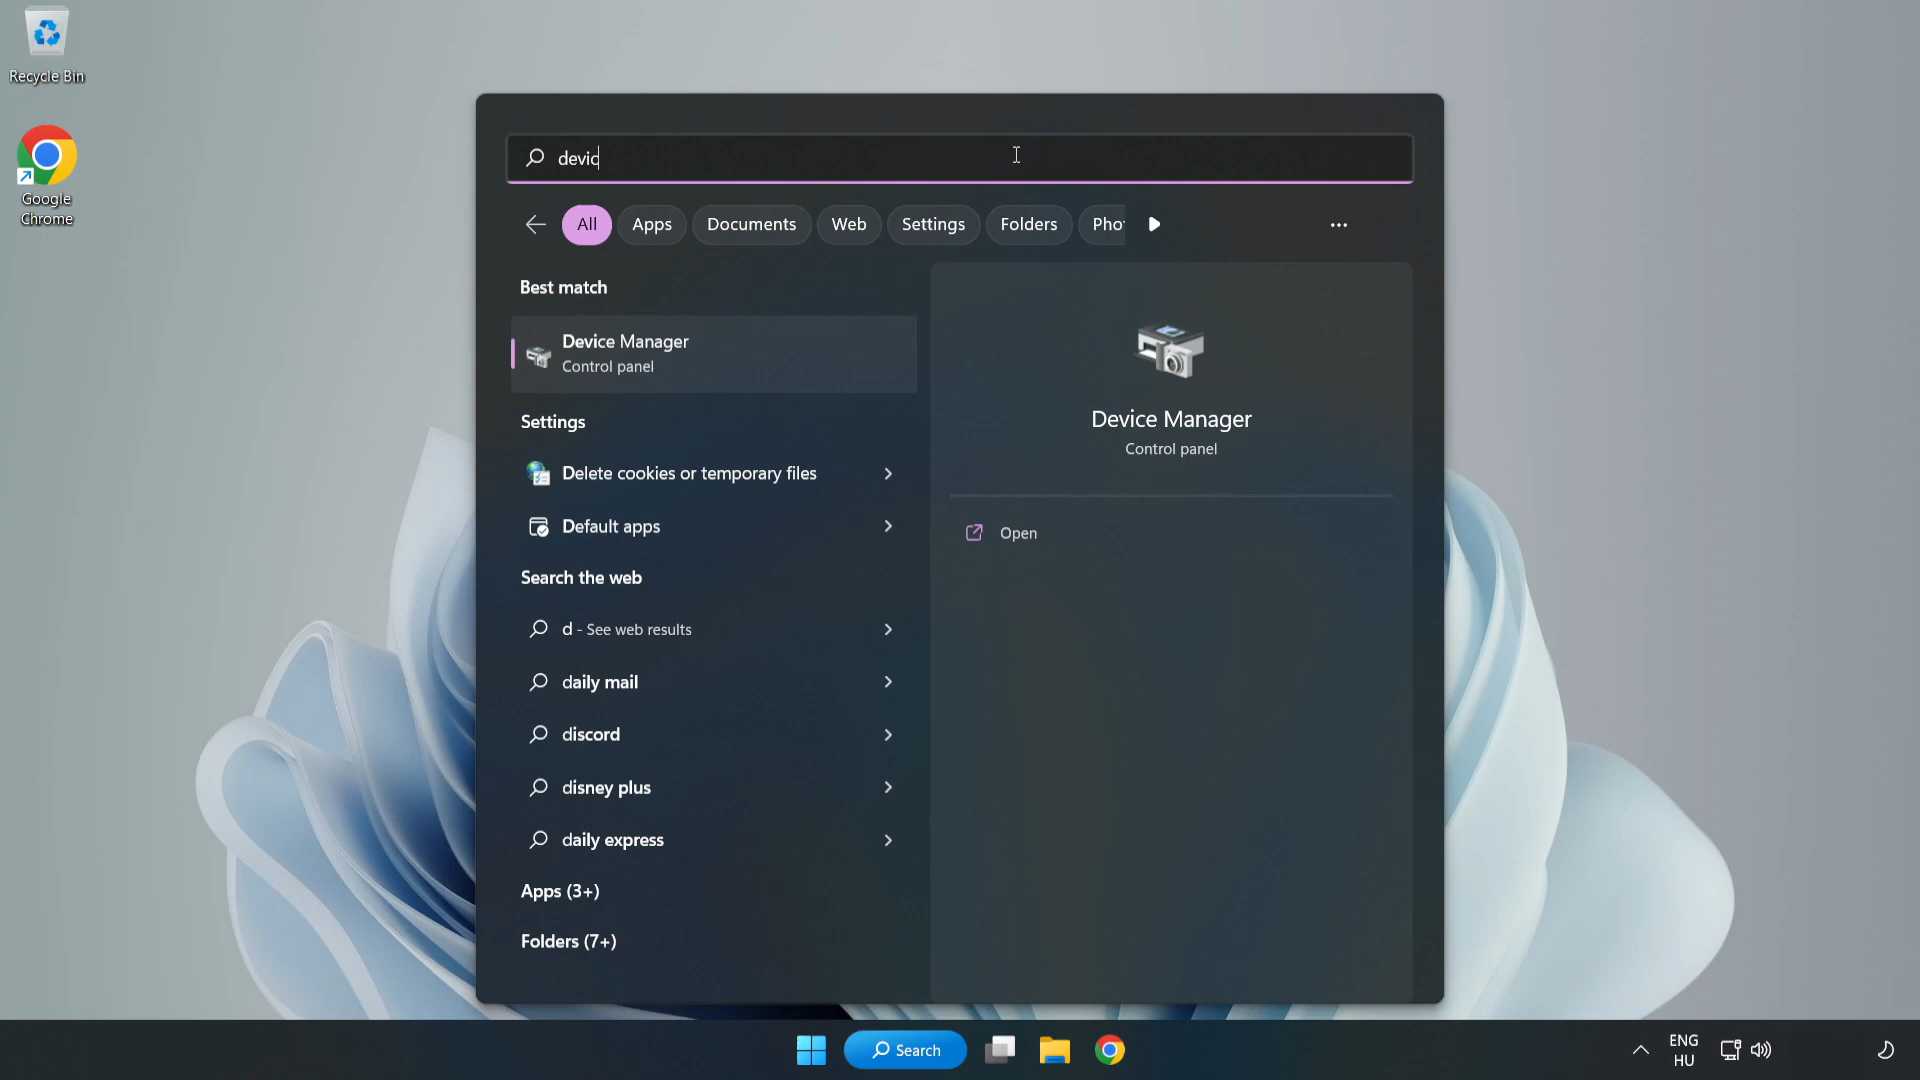 Recycle Bin
Google
Chrome
devic
All
Apps
Documents
Web
Settings
Folders
Pho
Best match
Device Manager
Control panel
Settings
Delete cookies or temporary files
Default apps
Search the web
d - See web results
daily mail
discord
disney plus
daily express
Apps (3+)
Folders (7+)
Device Manager
Control panel
Open
Search
ENG
HU